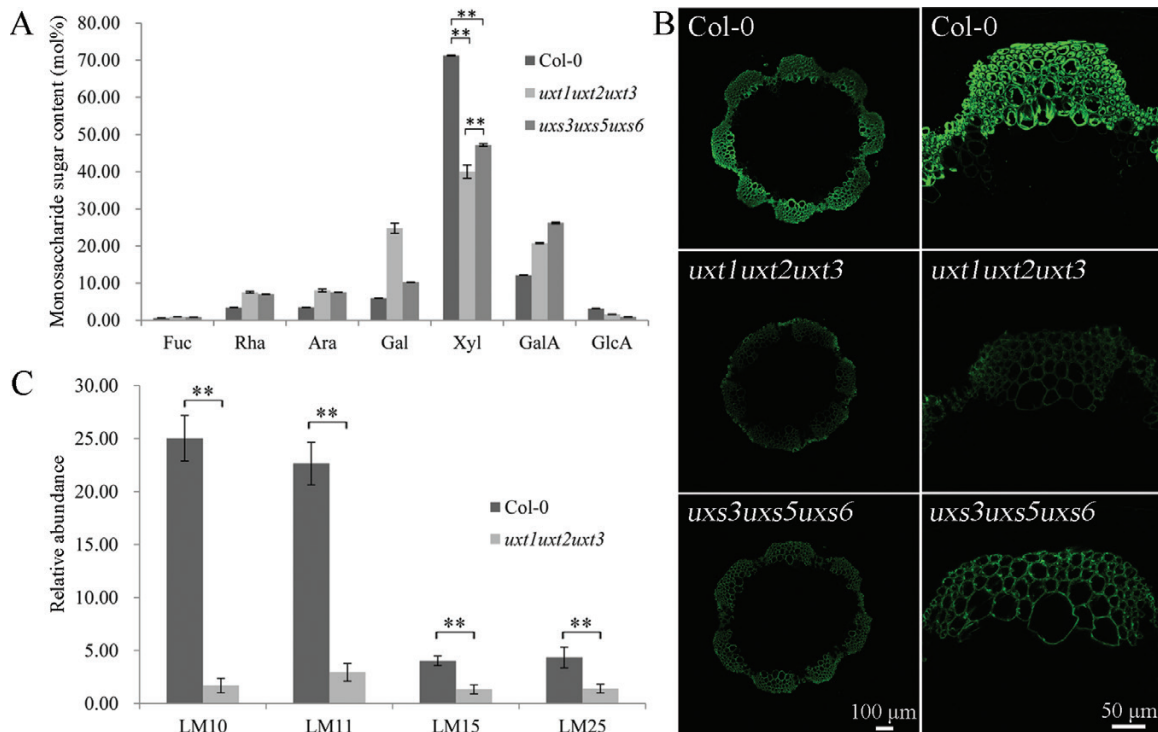 A
Monosaccharide sugar content (mol%)
80.00
70.00
60.00
50.00
40.00
30.00
20.00
10.00
0.00
** 
**
**
Col-0
uxt1uxt2uxt3
uxs3uxs5uxs6
Fuc Rha Ara Gal Xyl GalA GlcA
B
Col-0 Col-0
uxt1uxt2uxt3 uxt1uxt2uxt3
uxs3uxs5uxs6 uxs3uxs5uxs6
100 µm 50 µm
C
Relative abundance
30.00
25.00
20.00
15.00
10.00
5.00
0.00
** ** ** **
Col-0
uxt1uxt2uxt3
LM10 LM11 LM15 LM25